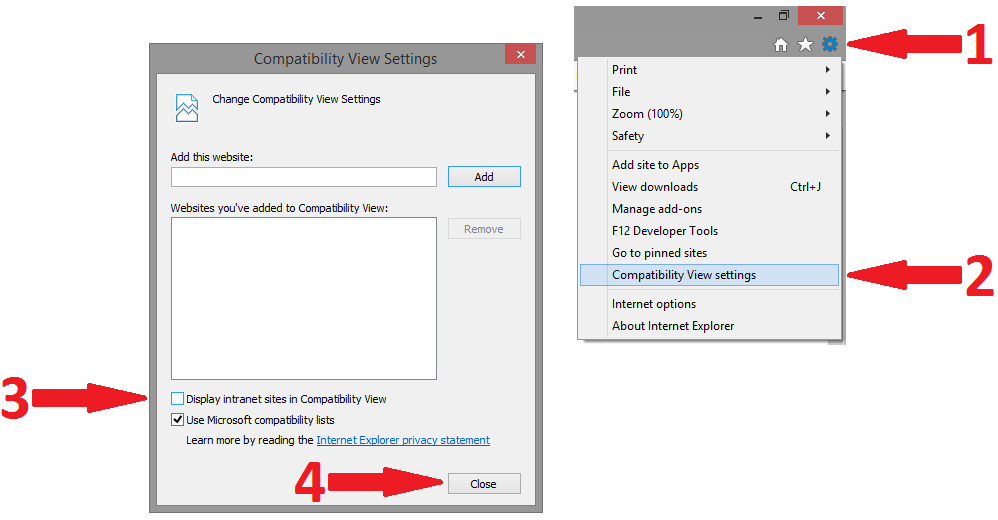 1
Print
File
Zoom (100%)
Safety
Add site to Apps
View downloads Ctrl+J
Manage add-ons
F12 Developer Tools
Go to pinned sites
Compatibility View settings
2
Internet options
About Internet Explorer
Compatibility View Settings
Change Compatibility View Settings
Add this website:
Add
Websites you've added to Compatibility View:
Remove
3
Display intranet sites in Compatibility View
Use Microsoft compatibility lists
Learn more by reading the Internet Explorer privacy statement
4
Close